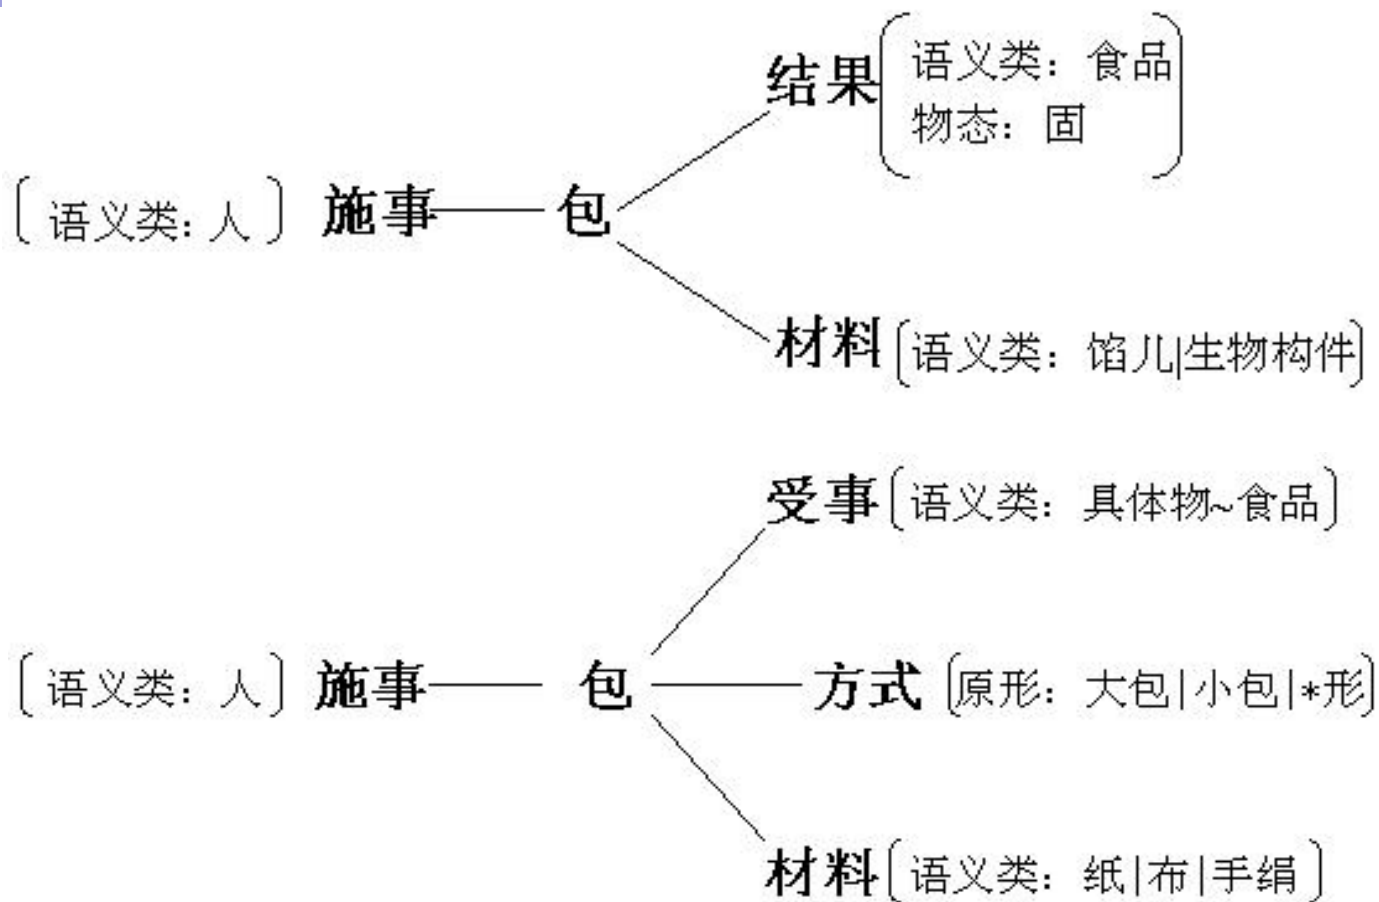 结果 语义类：食品
物态：固
语义类：人 施事 包
材料 语义类：馅儿|生物构件
受事 语义类：具体物~食品
语义类：人 施事 包 方式 原形：大包|小包|*形
材料 语义类：纸|布|手绢